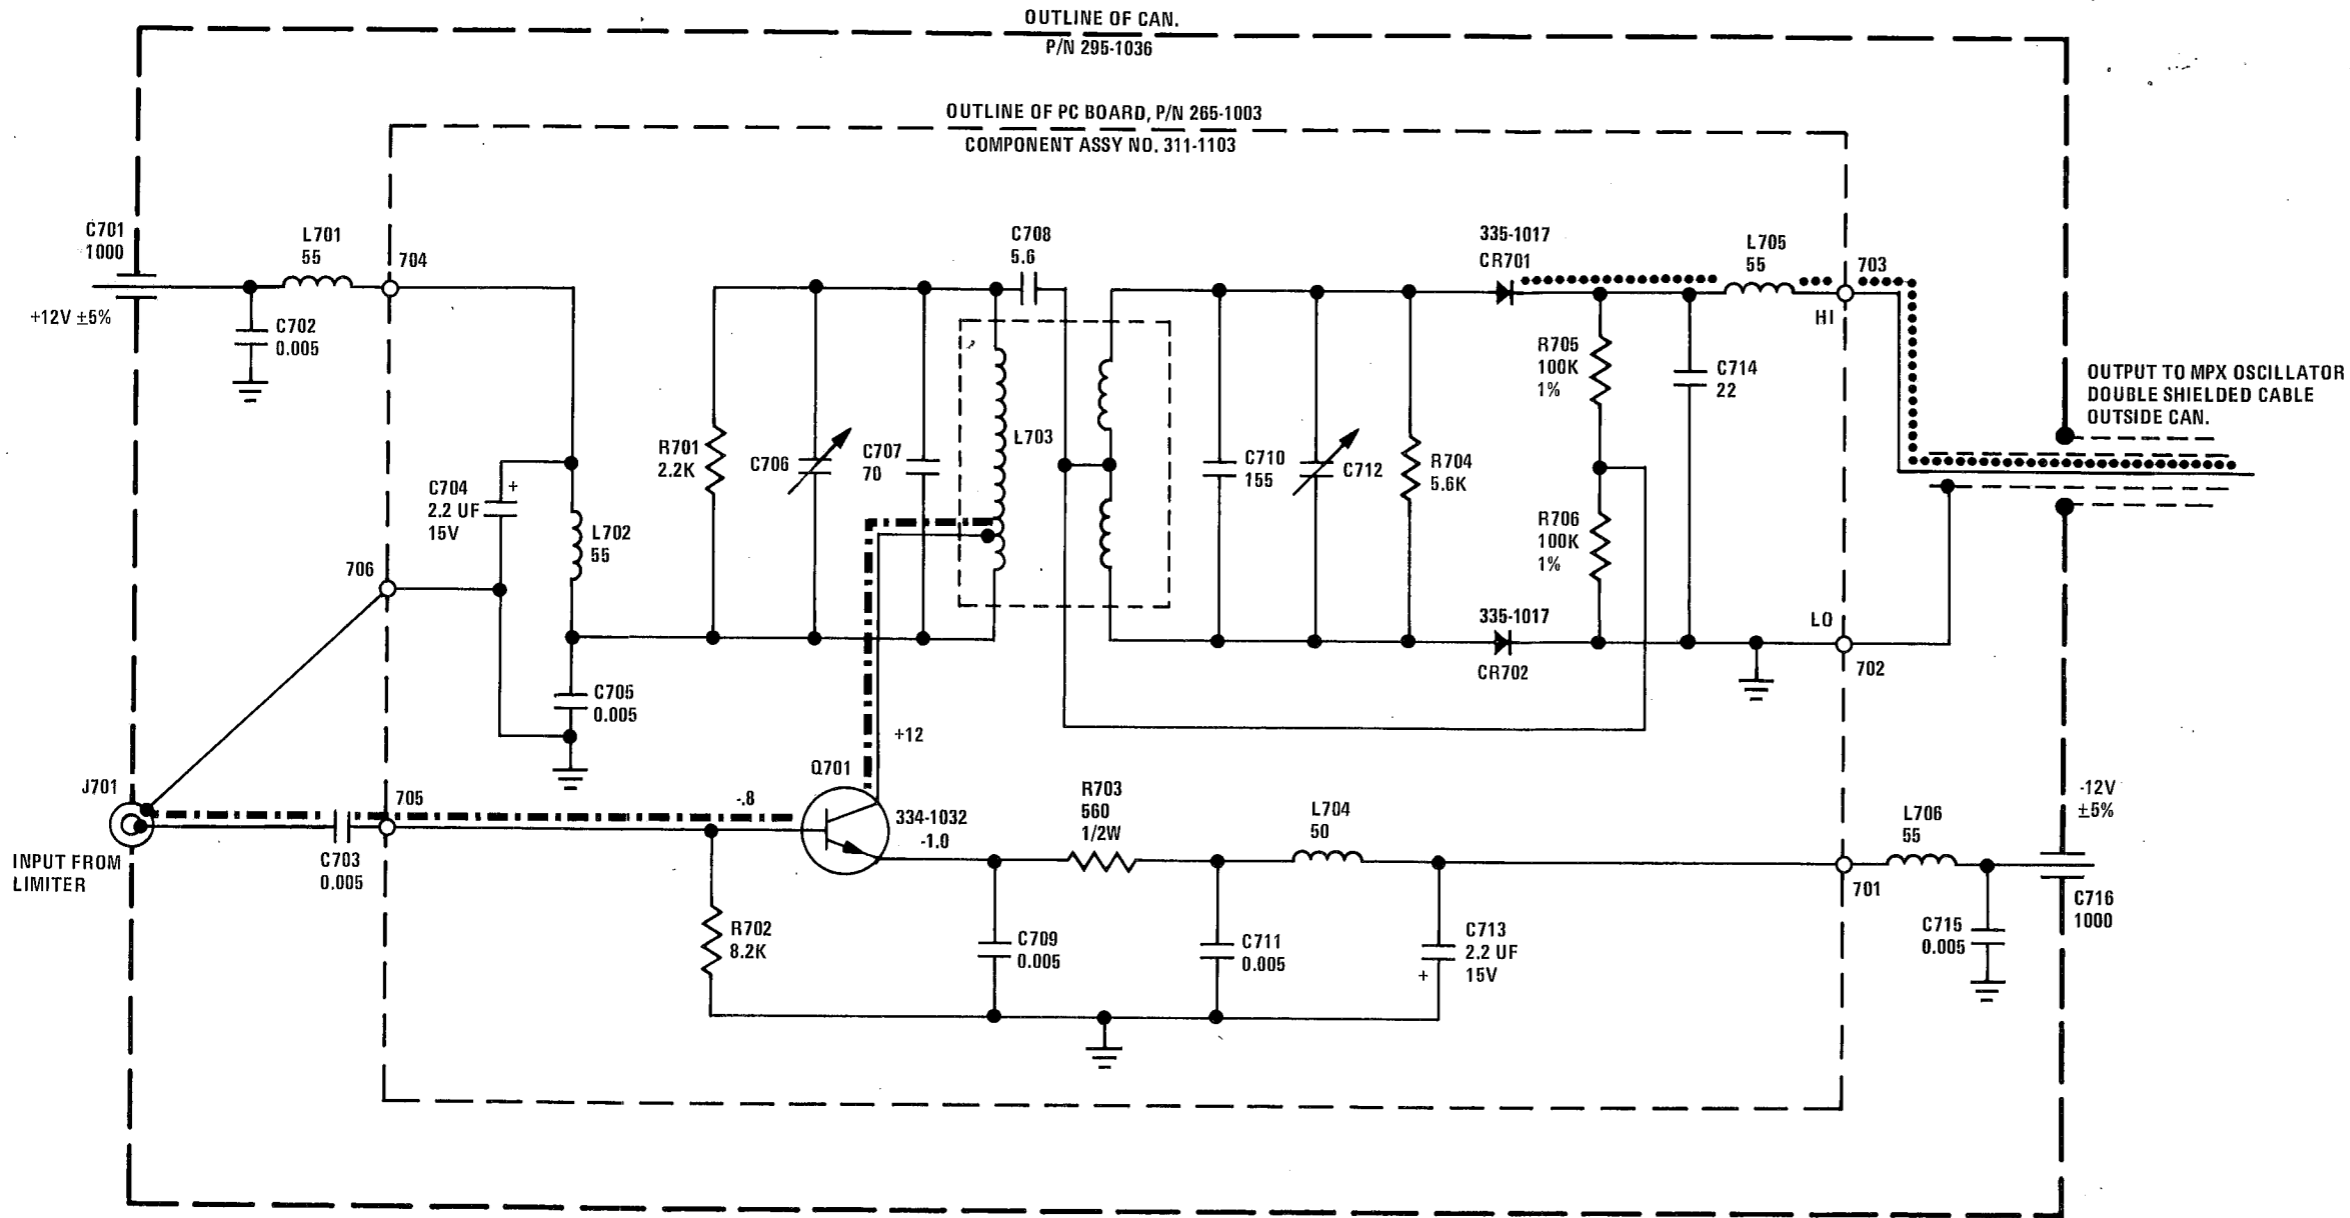 OUTLINE OF CAN.
P/N 295-1036
OUTLINE OF PC BOARD, P/N 265-1003
COMPONENT ASSY NO. 311-1103
C701
1000
+12V ±5%
L701
55
704
C702
0.005
C708
5.6
335-1017
CR701
L705
55
703
HI
R701
2.2K
C706
C707
70
L703
C710
155
C712
R704
5.6K
R705
100K
1%
C714
22
OUTPUT TO MPX OSCILLATOR
DOUBLE SHIELDED CABLE
OUTSIDE CAN.
C704
2.2 UF
15V
+
L702
55
706
R706
100K
1%
335-1017
CR702
LO
702
C705
0.005
+12
J701
INPUT FROM
LIMITER
C703
0.005
705
-.8
Q701
334-1032
-1.0
R703
560
1/2W
L704
50
701
L706
55
-12V
±5%
C716
1000
C715
0.005
R702
8.2K
C709
0.005
C711
0.005
C713
2.2 UF
15V
+